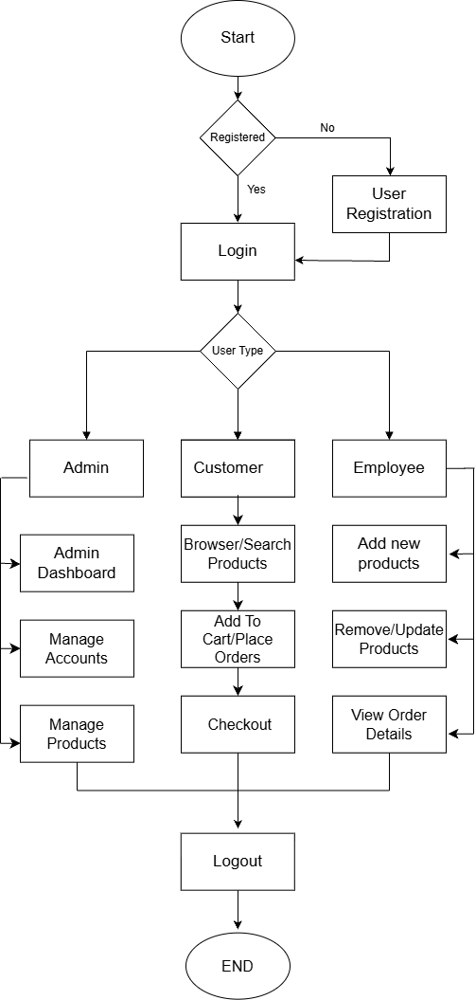 Start
Registered
No
Yes
User
Registration
Login
User Type
Admin
Customer
Employee
Admin
Dashboard
Browser/Search
Products
Add new
products
Manage
Accounts
Add To
Cart/Place
Orders
Remove/Update
Products
Manage
Products
Checkout
View Order
Details
Logout
END